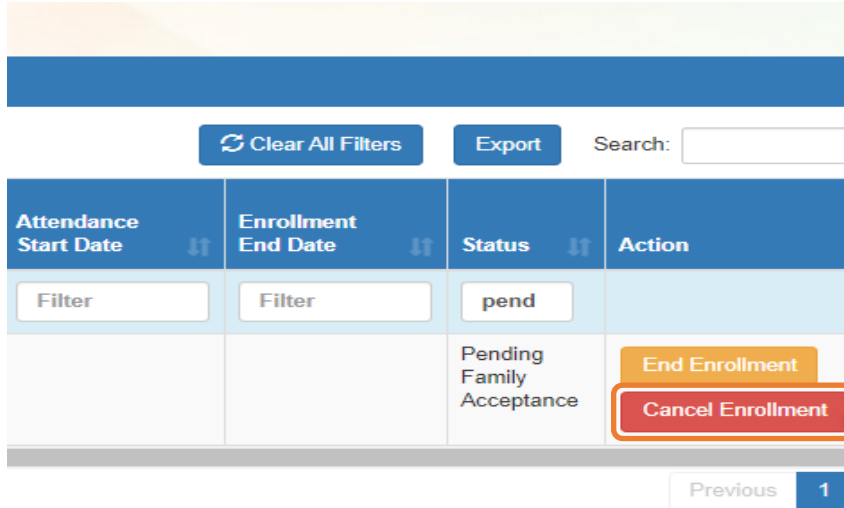 Clear All Filters Export Search:
Attendance Start Date Enrollment End Date Status Action
Filter Filter pend
Pending
Family
Acceptance
End Enrollment
Cancel Enrollment
Previous 1